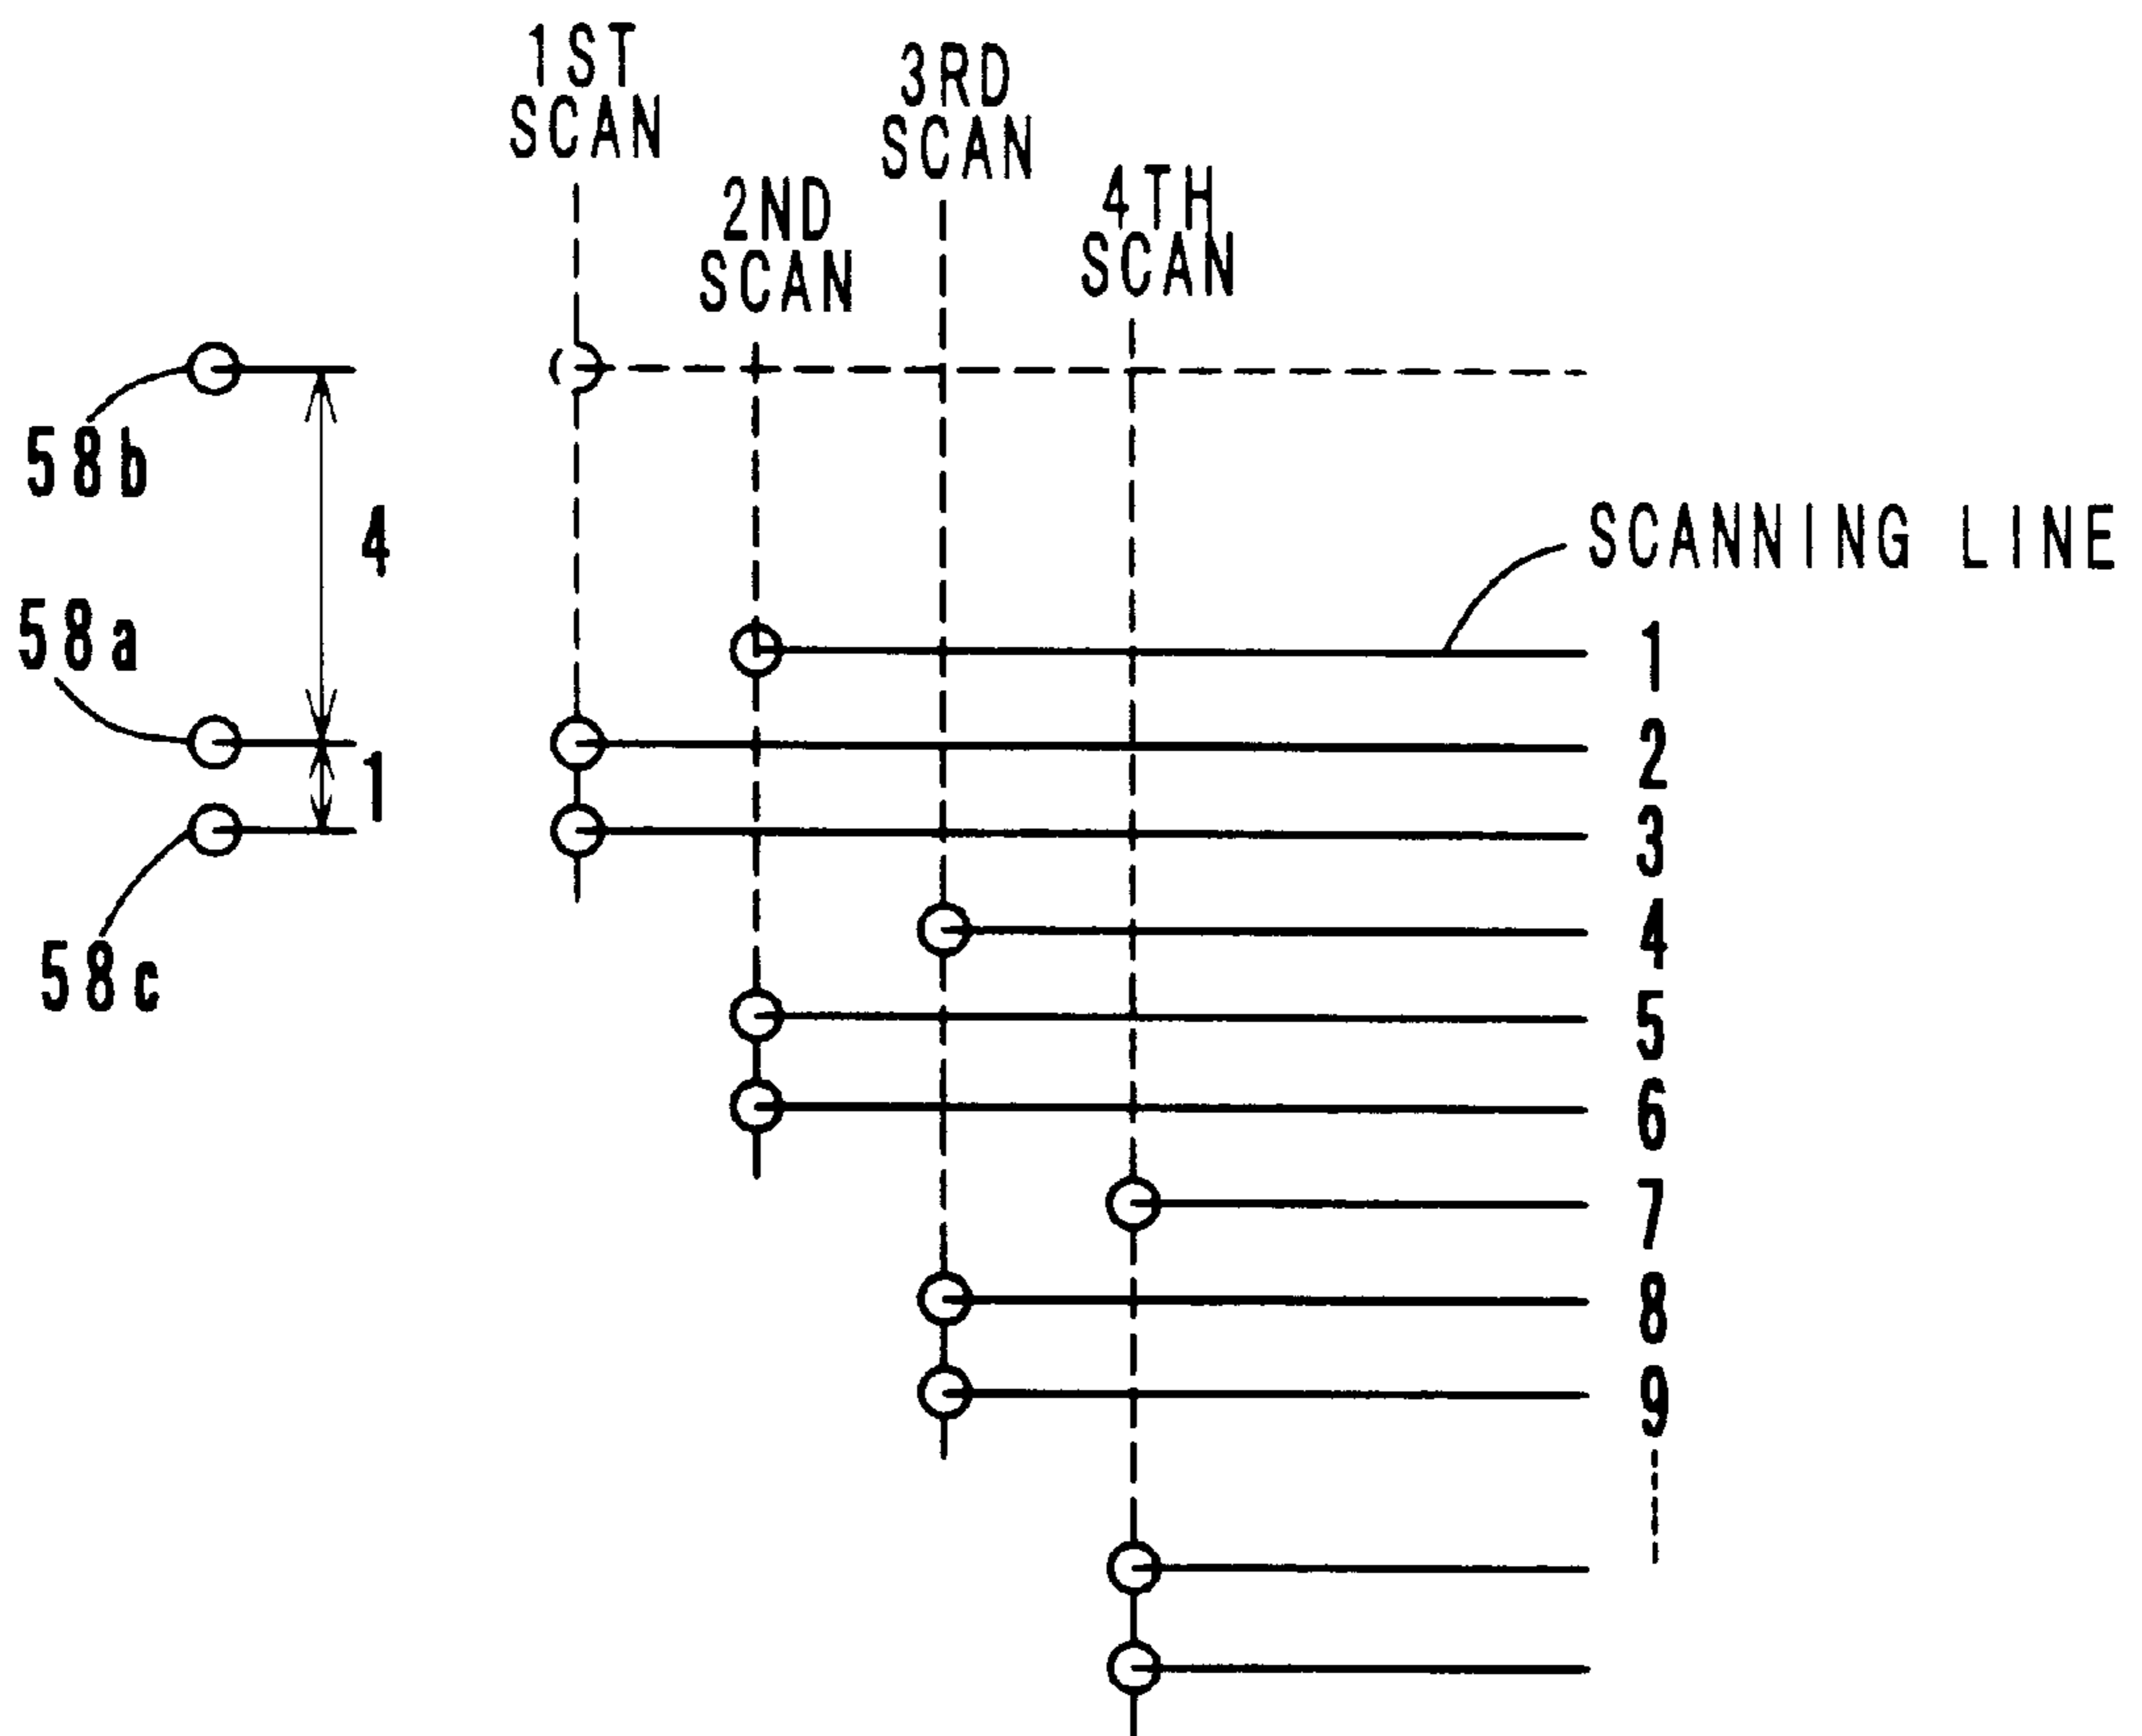 1ST
SCAN
3RD
SCAN
2ND
SCAN
4TH
SCAN
58b
4
SCANNING LINE
58a
1
1
2
3
4
58c
5
6
7
8
9